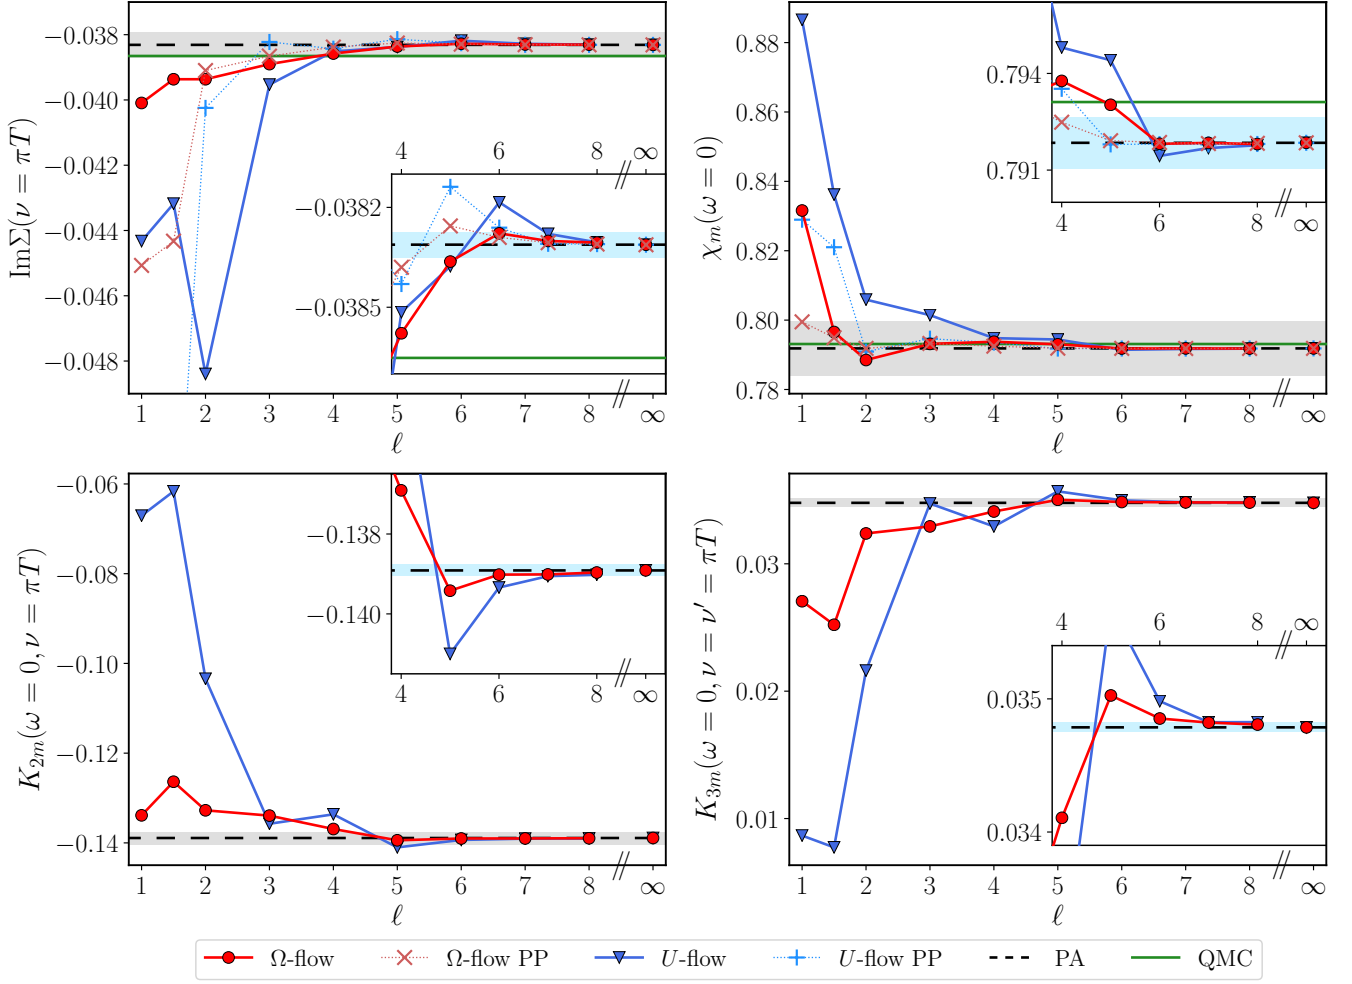 −0.038
−0.040
−0.042
−0.044
−0.046
−0.048
ImΣ(ν = πT)
4 6 8 ∞
−0.0382
−0.0385
1 2 3 4 5 6 7 8 ∞
ℓ
0.88
0.86
0.84
0.82
0.80
0.78
χm(ω = 0)
0.794
0.791
4 6 8 ∞
1 2 3 4 5 6 7 8 ∞
ℓ
−0.06
−0.08
−0.10
−0.12
−0.14
K2m(ω = 0, ν = πT)
−0.138
−0.140
4 6 8 ∞
1 2 3 4 5 6 7 8 ∞
ℓ
0.03
0.02
0.01
K3m(ω = 0, ν = ν′ = πT)
4 6 8 ∞
0.035
0.034
1 2 3 4 5 6 7 8 ∞
ℓ
Ω-flow Ω-flow PP U-flow U-flow PP PA QMC